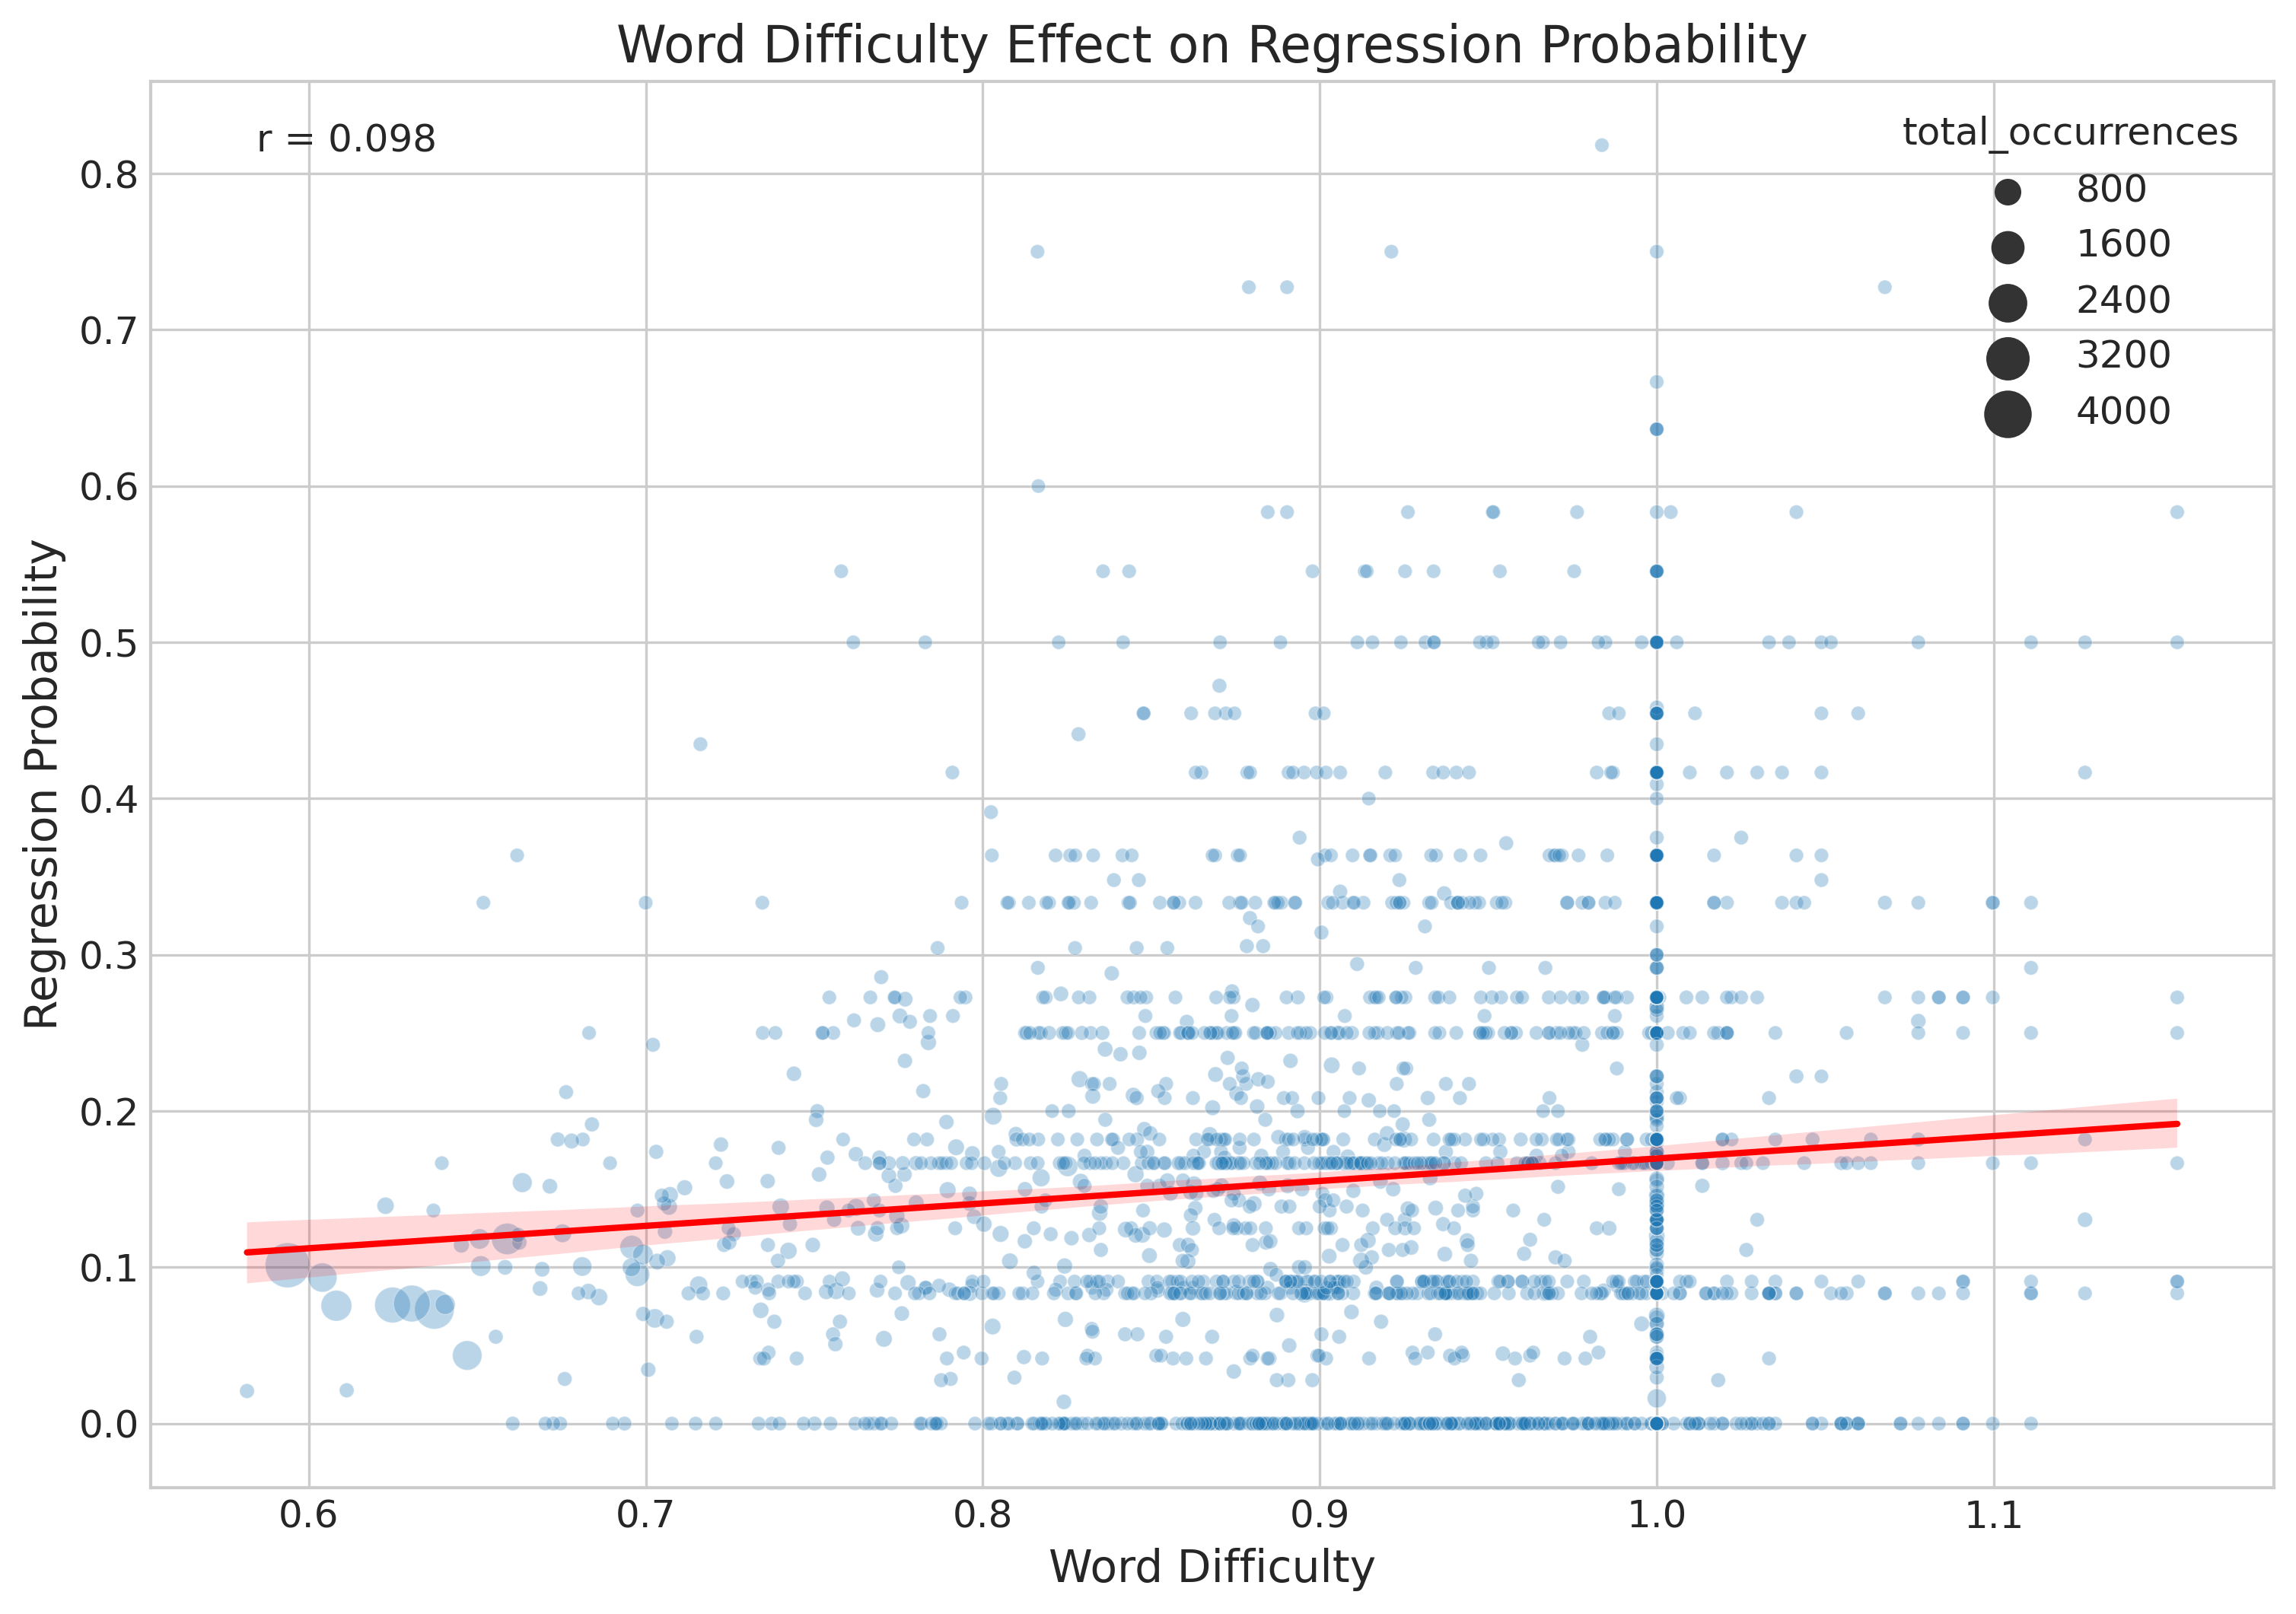 Word Difficulty Effect on Regression Probability
r = 0.098
total_occurrences
800
1600
2400
3200
4000
Regression Probability
0.8
0.7
0.6
0.5
0.4
0.3
0.2
0.1
0.0
0.6 0.7 0.8 0.9 1.0 1.1
Word Difficulty